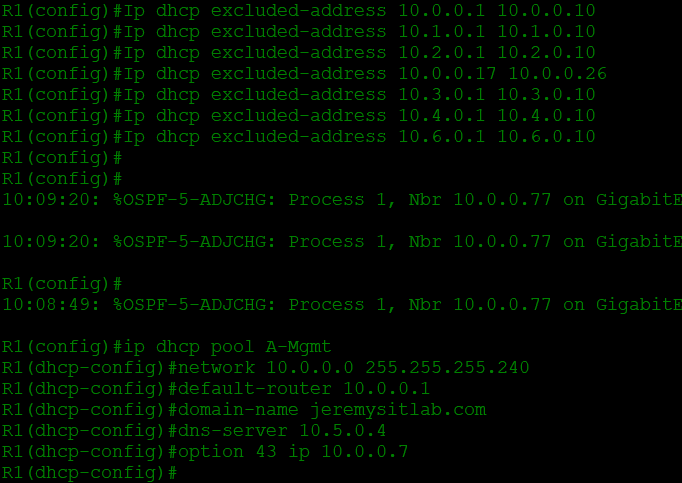 R1(config)#Ip dhcp excluded-address 10.0.0.1 10.0.0.10
R1(config)#Ip dhcp excluded-address 10.1.0.1 10.1.0.10
R1(config)#Ip dhcp excluded-address 10.2.0.1 10.2.0.10
R1(config)#Ip dhcp excluded-address 10.0.0.17 10.0.0.26
R1(config)#Ip dhcp excluded-address 10.3.0.1 10.3.0.10
R1(config)#Ip dhcp excluded-address 10.4.0.1 10.4.0.10
R1(config)#Ip dhcp excluded-address 10.6.0.1 10.6.0.10
R1(config)#
R1(config)#
10:09:20: %OSPF-5-ADJCHG: Process 1, Nbr 10.0.0.77 on GigabitE
10:09:20: %OSPF-5-ADJCHG: Process 1, Nbr 10.0.0.77 on GigabitE
R1(config)#
10:08:49: %OSPF-5-ADJCHG: Process 1, Nbr 10.0.0.77 on GigabitE
R1(config)#ip dhcp pool A-Mgmt
R1(dhcp-config)#network 10.0.0.0 255.255.255.240
R1(dhcp-config)#default-router 10.0.0.1
R1(dhcp-config)#domain-name jeremysitlab.com
R1(dhcp-config)#dns-server 10.5.0.4
R1(dhcp-config)#option 43 ip 10.0.0.7
R1(dhcp-config)#